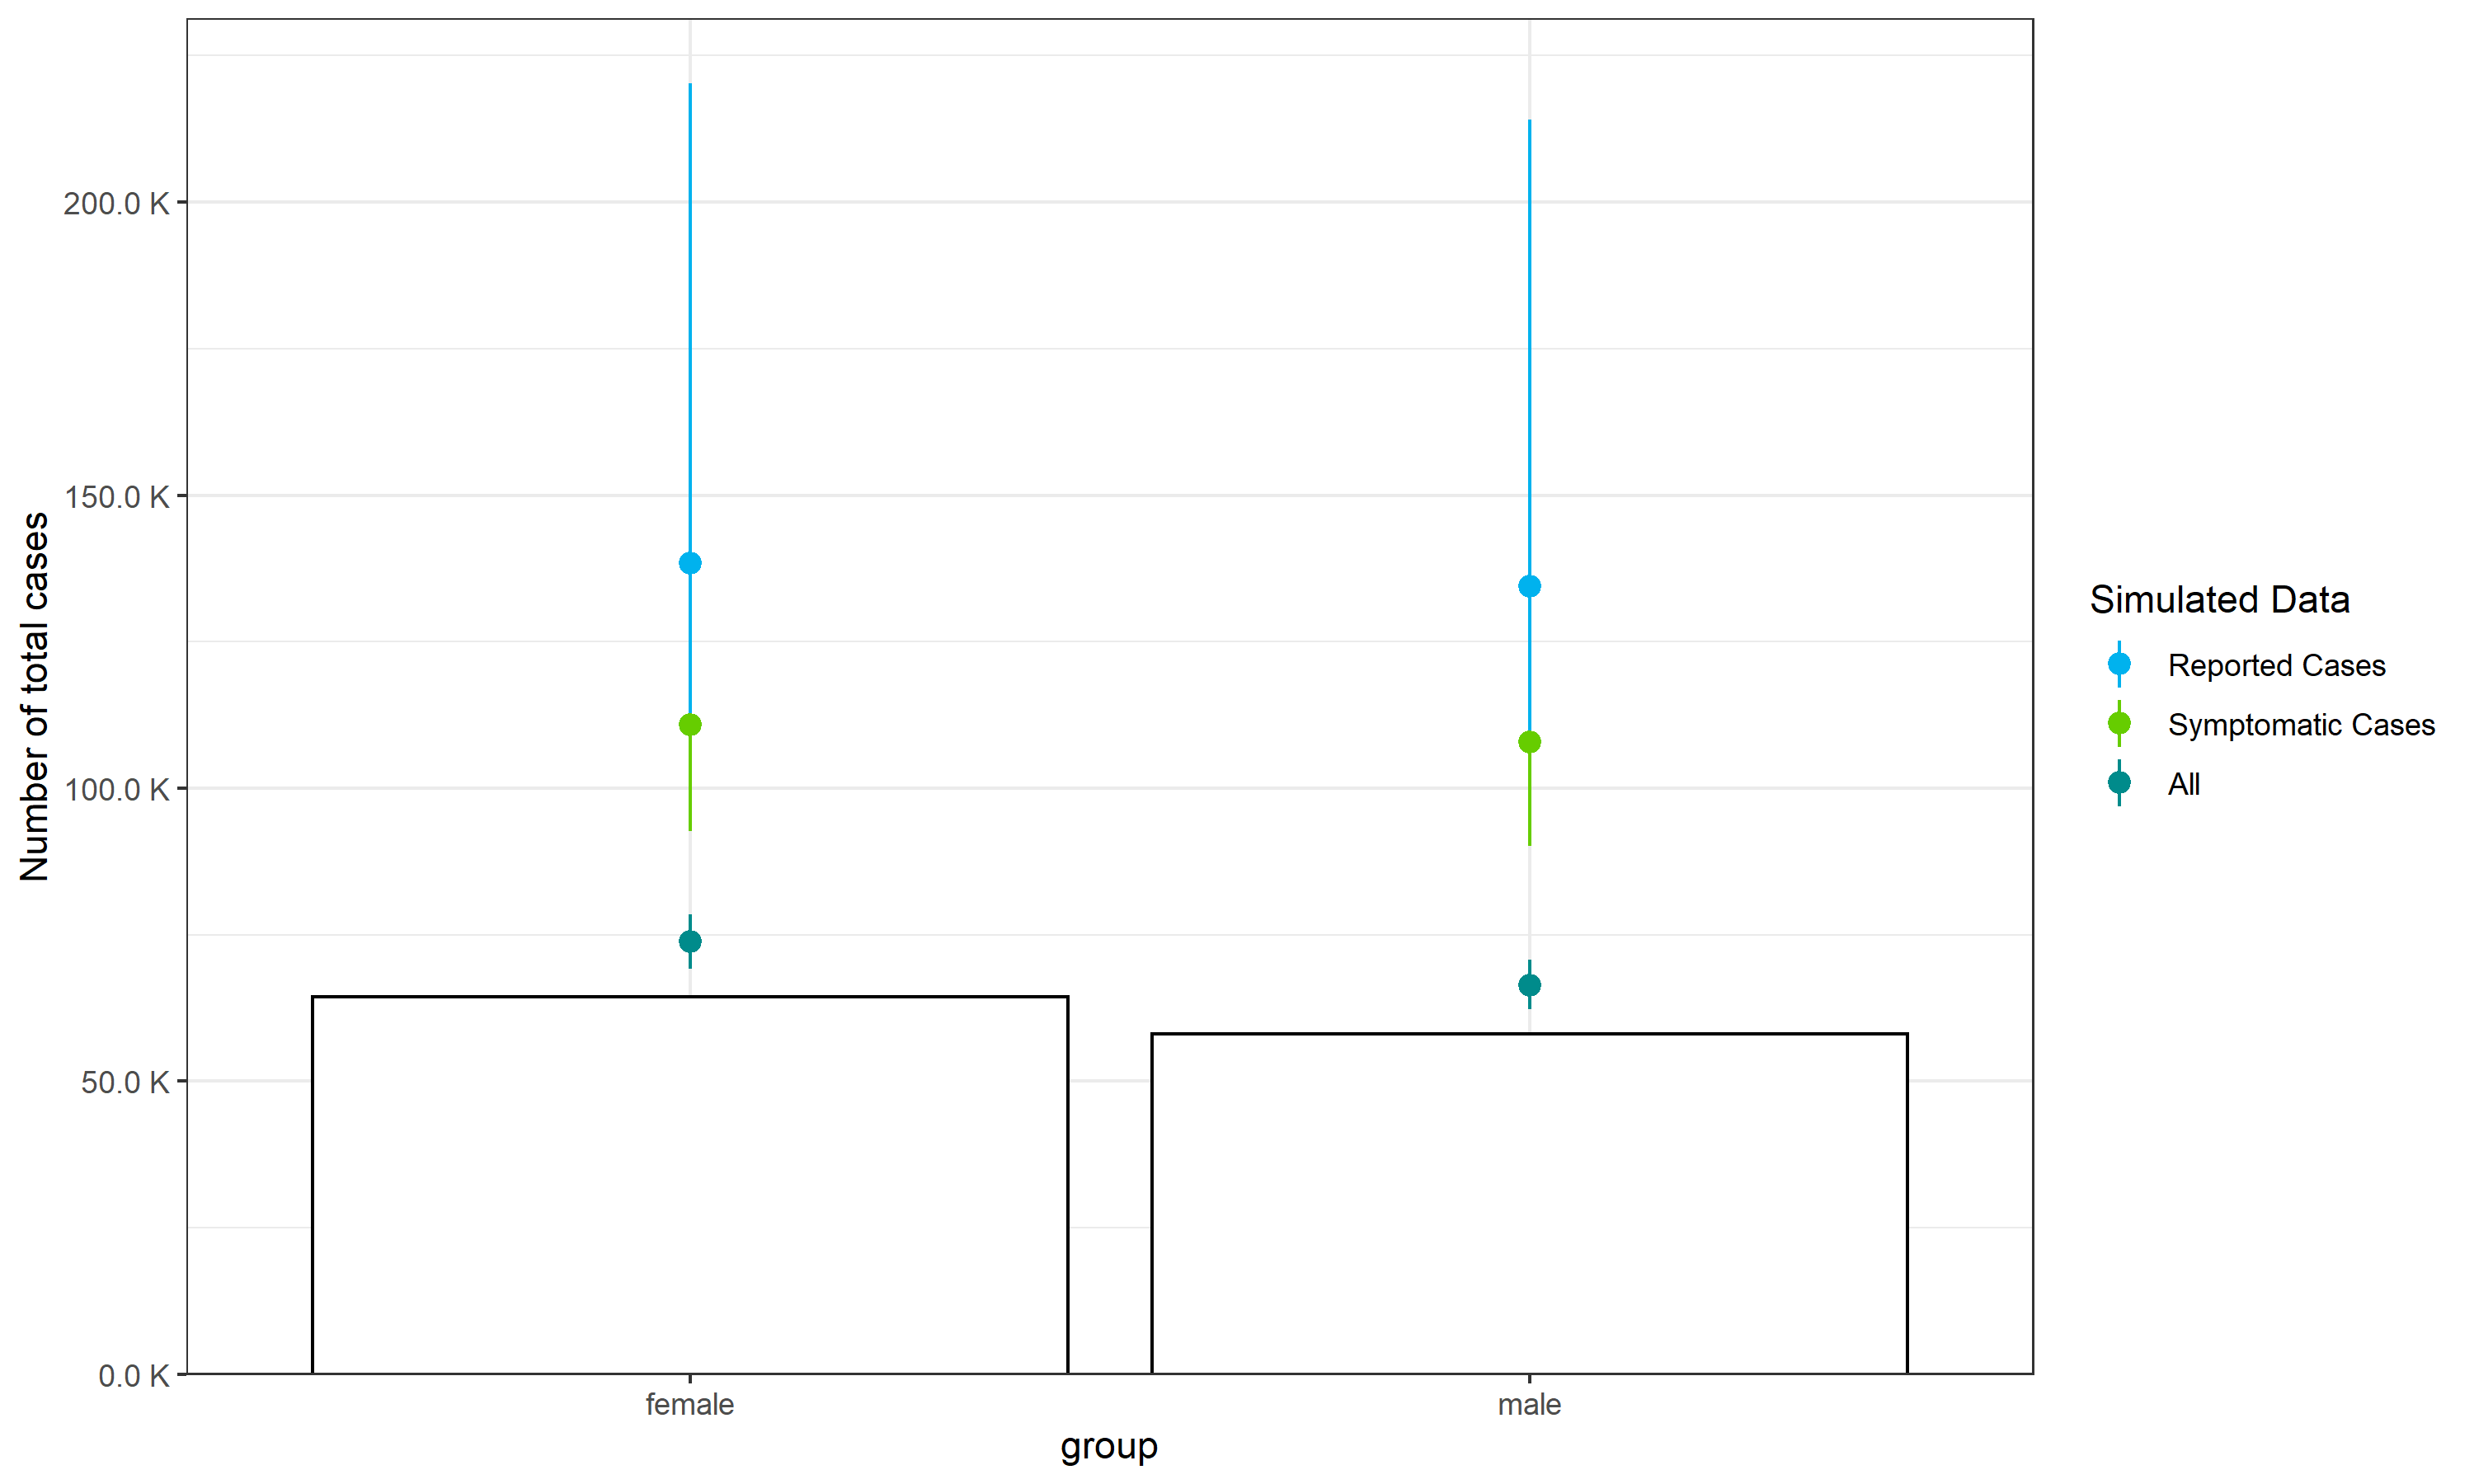 Number of total cases
200.0 K
150.0 K
100.0 K
50.0 K
0.0 K
female
male
group
Simulated Data
Reported Cases
Symptomatic Cases
All